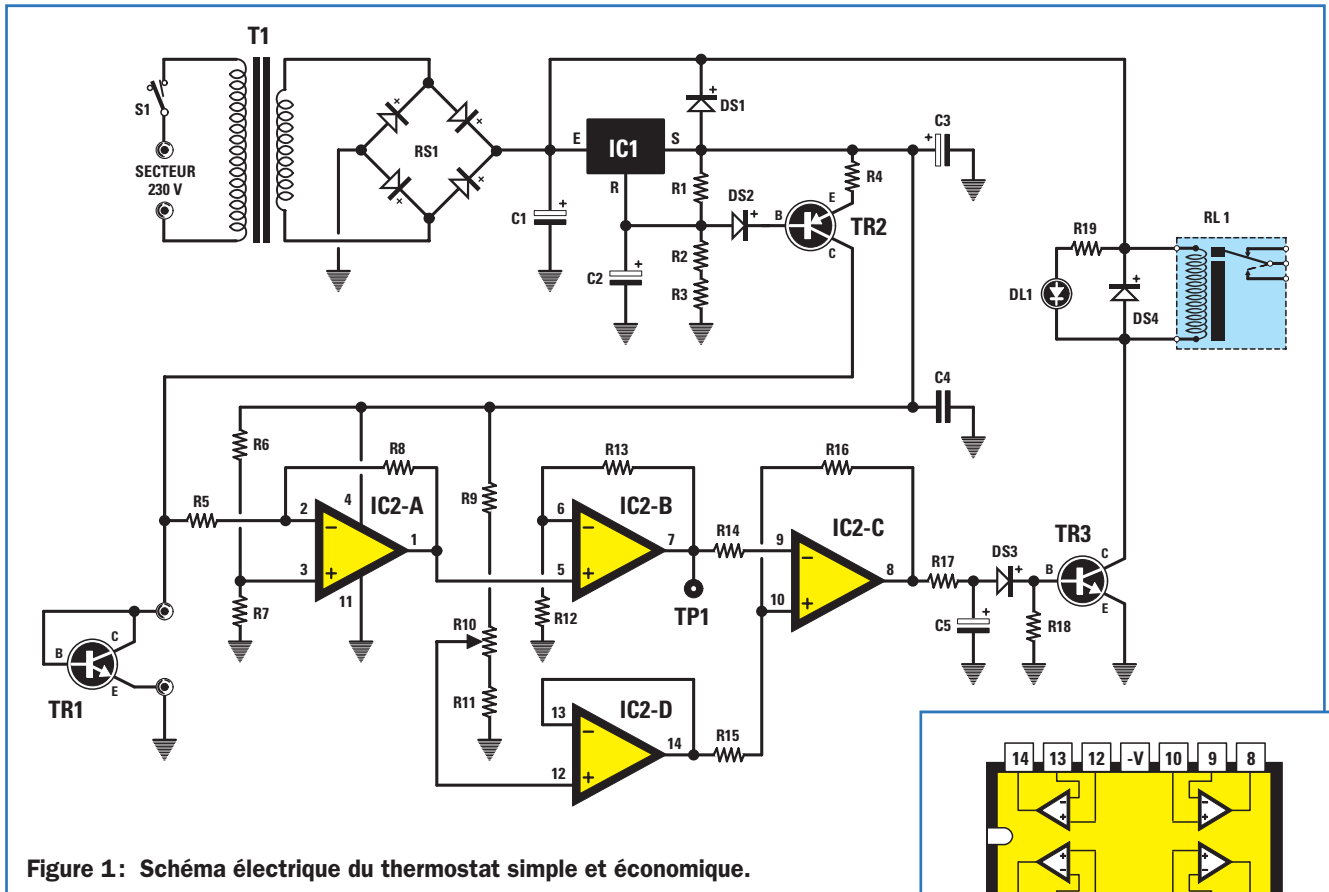 T1
S1
SECTEUR
230 V
RS1
C1
E
IC1
S
R
DS1
R1
R2
R3
C2
DS2
B
E
C
TR2
R4
C3
R19
DL1
DS4
RL 1
C4
R6
R8
R5
2
4
IC2-A
1
3
11
R7
R9
R13
6
IC2-B
7
5
R12
TP1
R14
R16
9
IC2-C
8
10
R17
DS3
TR3
B
C
E
C5
R18
R10
R11
13
IC2-D
14
12
R15
B
C
E
TR1
14 13 12 -V 10 9 8
Figure 1: Schéma électrique du thermostat simple et économique.